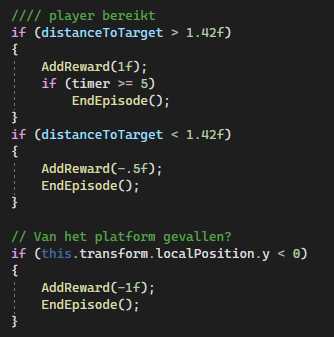 //// player bereikt
if (distanceToTarget > 1.42f)
{
    AddReward(1f);
    if (timer >= 5)
        EndEpisode();
}
if (distanceToTarget < 1.42f)
{
    AddReward(-.5f);
    EndEpisode();
}

// Van het platform gevallen?
if (this.transform.localPosition.y < 0)
{
    AddReward(-1f);
    EndEpisode();
}